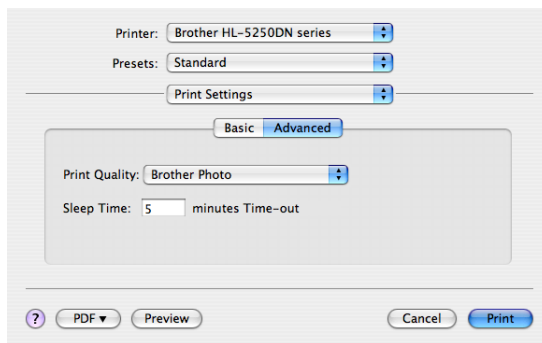 Printer: Brother HL-5250DN series
Presets: Standard
Print Settings
Basic Advanced
Print Quality: Brother Photo
Sleep Time: 5 minutes Time-out
? PDF ▼ Preview Cancel Print